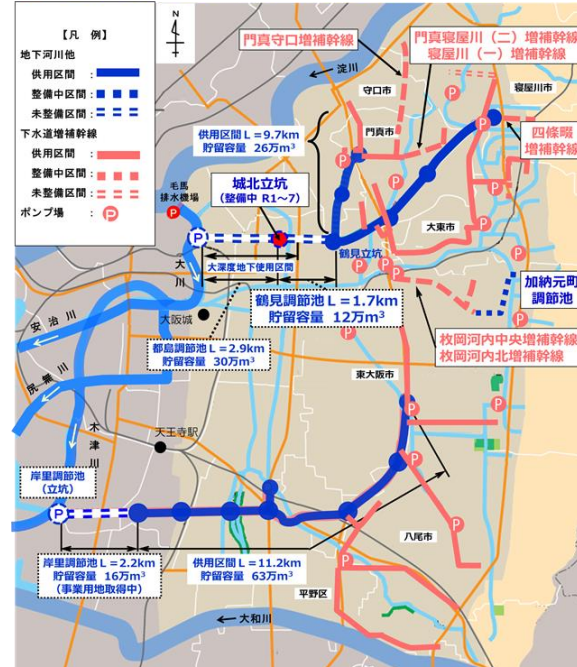 【凡　例】
地下河川他
供用区間 :
整備中区間 :
未整備区間 :
下水道増補幹線
供用区間 :
整備中区間 :
未整備区間 :
ポンプ場 : P
N
淀川
門真守口増補幹線
門真寝屋川（二）増補幹線
寝屋川（一）増補幹線
守口市
寝屋川市
門真市
四條畷
増補幹線
供用区間 L＝9.7km
貯留容量 26万m³
毛馬
排水機場
城北立坑
（整備中 R1～7）
大東市
鶴見立坑
大深度地下使用区間
大川
加納元町
調節池
鶴見調節池 L＝1.7km
貯留容量 12万m³
安治川
大阪城
都島調節池 L＝2.9km
貯留容量 30万m³
枚岡河内中央増補幹線
枚岡河内北増補幹線
尻無川
東大阪市
木津川
天王寺駅
岸里調節池
（立坑）
八尾市
岸里調節池 L＝2.2km
貯留容量 16万m³
（事業用地取得中）
供用区間 L＝11.2km
貯留容量 63万m³
平野区
大和川